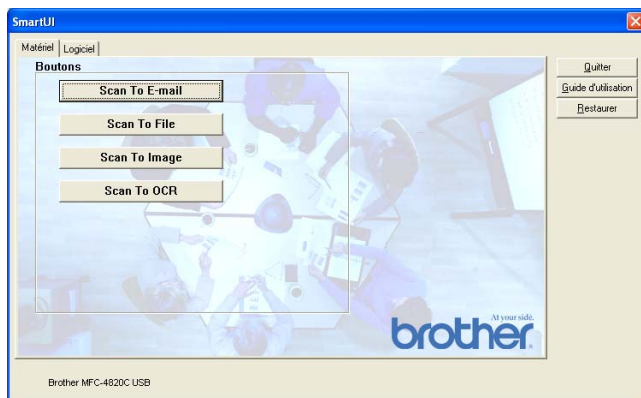 SmartUI
Matériel Logiciel
Boutons
Scan To E-mail
Scan To File
Scan To Image
Scan To OCR
Quitter
Guide d'utilisation
Restaurer
At your side.
brother
Brother MFC-4820C USB